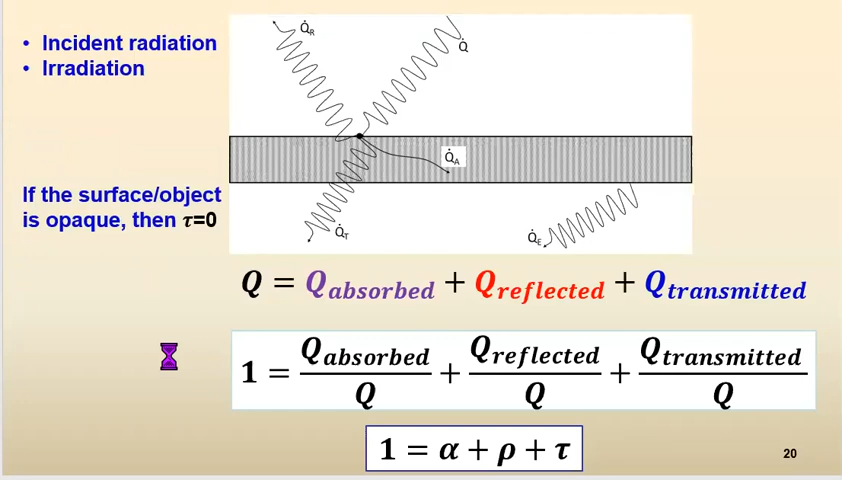 • Incident radiation
• Irradiation
Q̇R
Q̇
Q̇A
If the surface/object
is opaque, then τ=0
Q̇T
Q̇E
Q = Qabsorbed + Qreflected + Qtransmitted
1 = Qabsorbed/Q + Qreflected/Q + Qtransmitted/Q
1 = α + ρ + τ
20